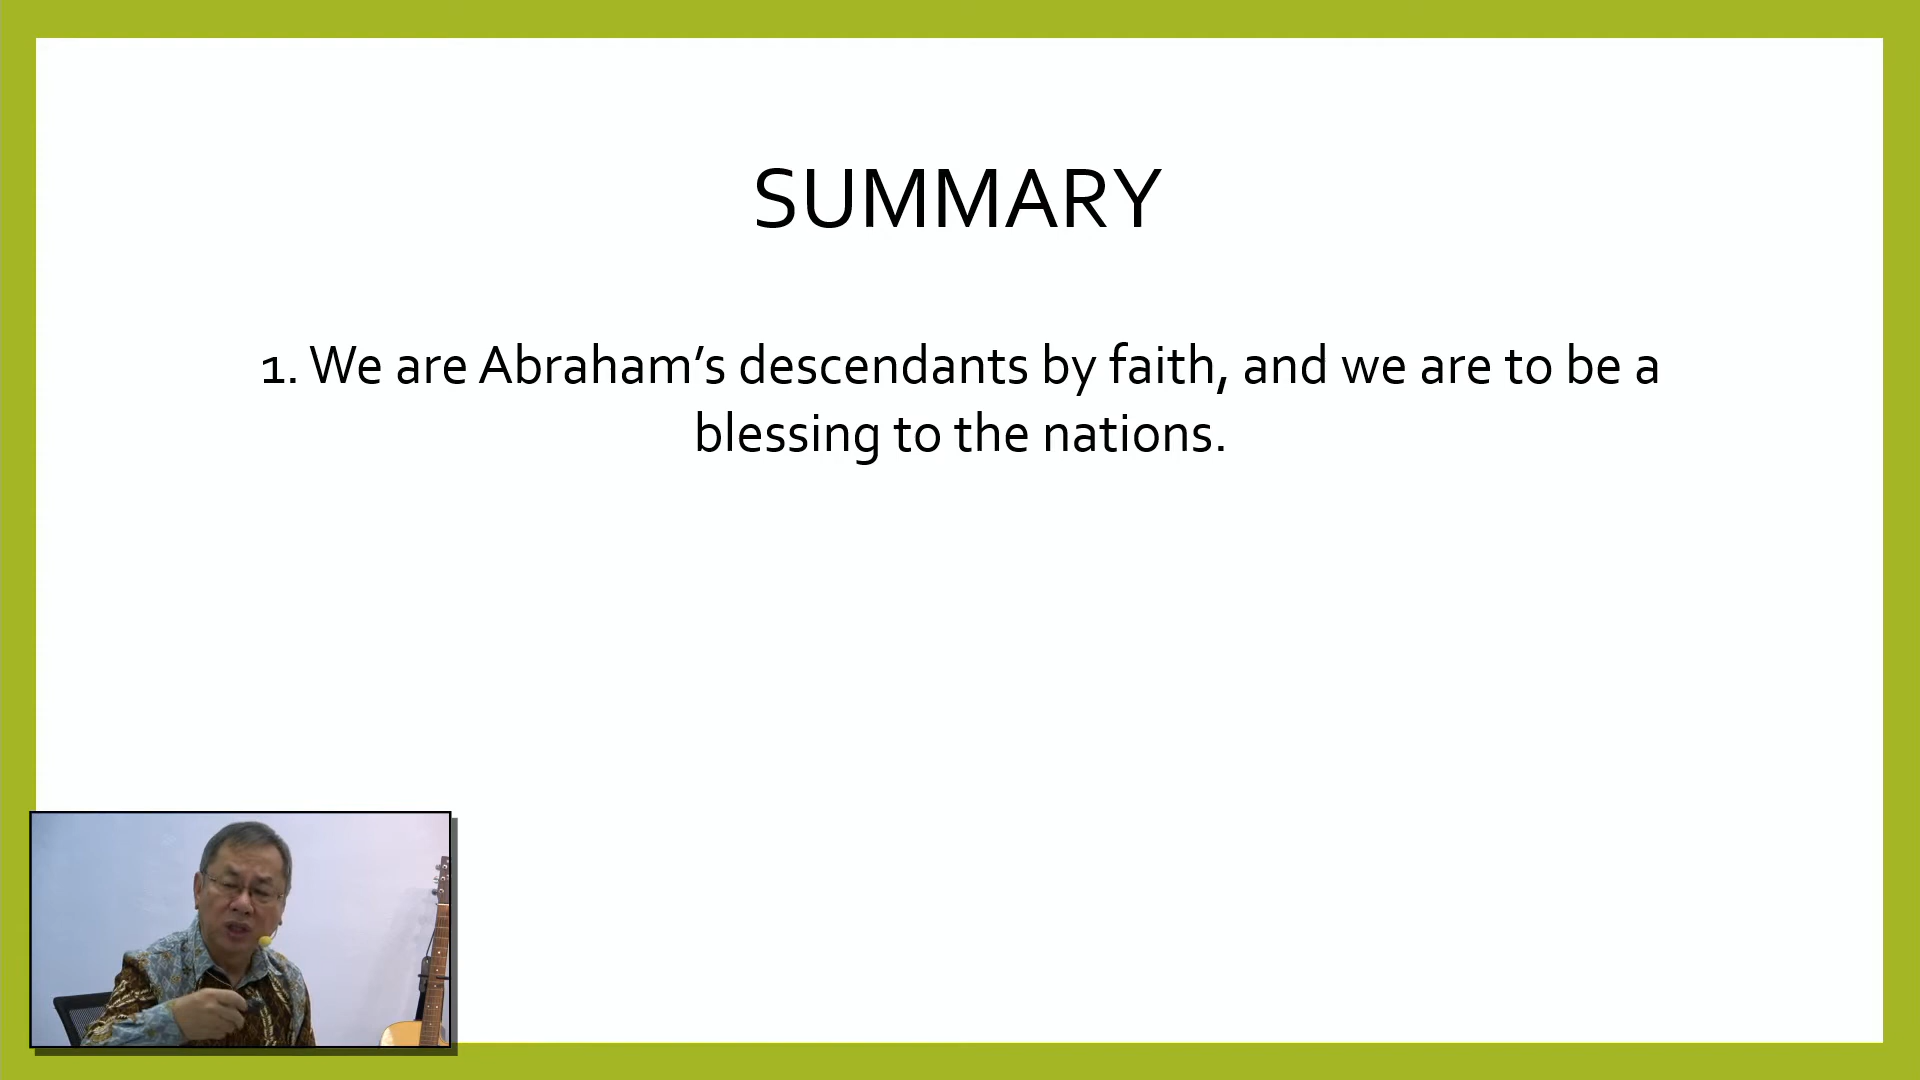 SUMMARY
1. We are Abraham’s descendants by faith, and we are to be a
blessing to the nations.